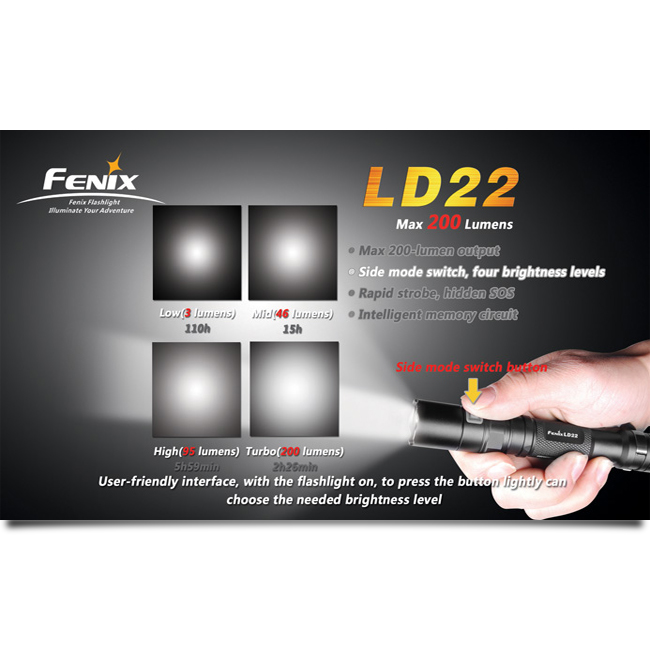 FENIX
Fenix Flashlight
Illuminate Your Adventure
LD22
Max 200 Lumens
Max 200-lumen output
Side mode switch, four brightness levels
Rapid strobe, hidden SOS
Intelligent memory circuit
Low(3 lumens)
110h
Mid(46 lumens)
15h
High(95 lumens)
5h59min
Turbo(200 lumens)
2h26min
Side mode switch button
Fenix LD22
User-friendly interface, with the flashlight on, to press the button lightly can
choose the needed brightness level